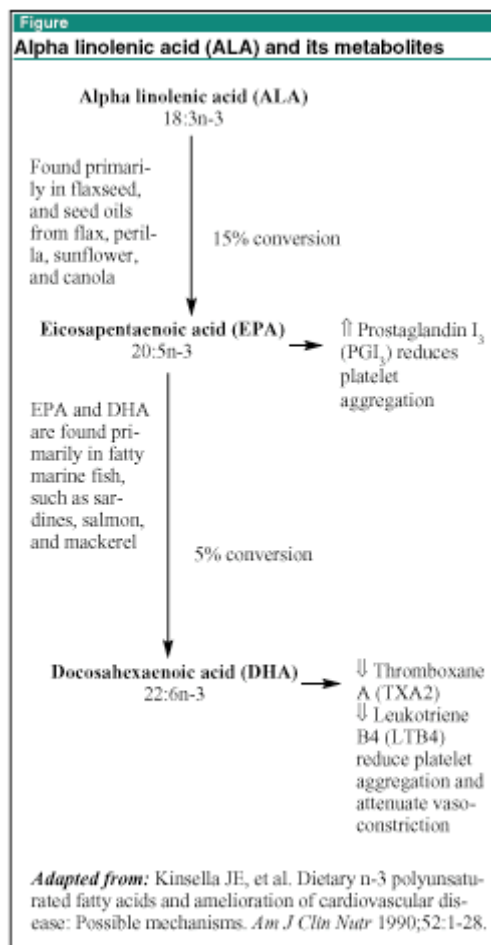 Figure
Alpha linolenic acid (ALA) and its metabolites
Alpha linolenic acid (ALA)
18:3n-3
Found primari-
ly in flaxseed,
and seed oils
from flax, peril-
la, sunflower,
and canola
15% conversion
Eicosapentaenoic acid (EPA)
20:5n-3
⇑ Prostaglandin I₃
(PGI₃) reduces
platelet
aggregation
EPA and DHA
are found pri-
marily in fatty
marine fish,
such as sar-
dines, salmon,
and mackerel
5% conversion
Docosahexaenoic acid (DHA)
22:6n-3
⇓ Thromboxane
A (TXA2)
⇓ Leukotriene
B4 (LTB4)
reduce platelet
aggregation and
attenuate vaso-
constriction
Adapted from: Kinsella JE, et al. Dietary n-3 polyunsatu-
rated fatty acids and amelioration of cardiovascular dis-
ease: Possible mechanisms. Am J Clin Nutr 1990;52:1-28.